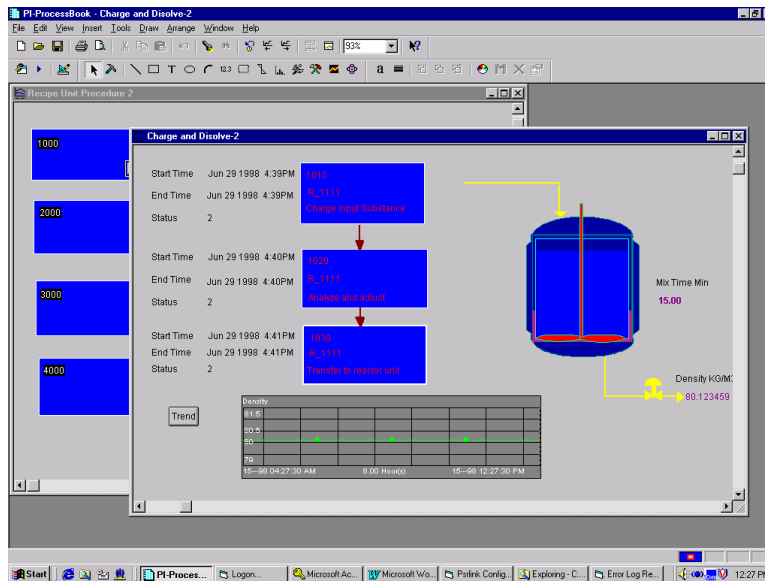 PI-ProcessBook - Charge and Disolve-2
File Edit View Insert Tools Draw Arrange Window Help
93%
T 123 a
Recipe Unit Procedure 2
1000
2000
3000
4000
Charge and Disolve-2
Start Time Jun 29 1998 4:39PM
End Time Jun 29 1998 4:39PM
Status 2
1010
R_1111
Charge Input Substance
Start Time Jun 29 1998 4:40PM
End Time Jun 29 1998 4:40PM
Status 2
1020
R_1111
Analyze and adjust
Start Time Jun 29 1998 4:41PM
End Time Jun 29 1998 4:41PM
Status 2
1030
R_1111
Transfer to reactor unit
Mix Time Min
15.00
Density KG/M3
80.123459
Trend
Density
81.5
80.5
80
79
15---98 04:27:30 AM 8.00 Hour(s) 15---98 12:27:30 PM
Start PI-Proces... Logon... Microsoft Ac... Microsoft Wo... Psrlink Config... Exploring - C:... Error Log Re... 12:27 PM